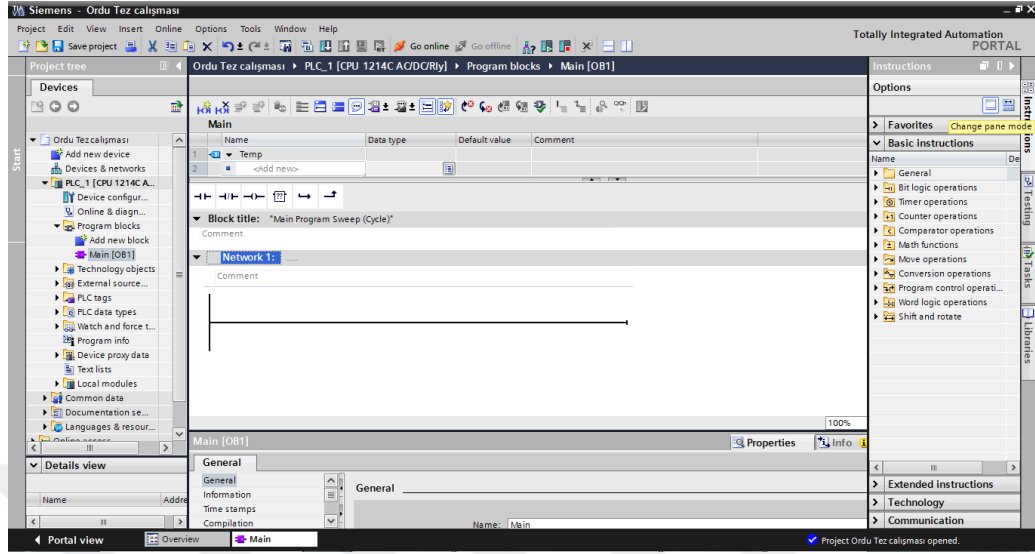 Siemens - Ordu Tez calışması
Project Edit View Insert Online Options Tools Window Help
Totally Integrated Automation
PORTAL
Save project
Go online
Go offline
Project tree
Ordu Tez calışması PLC_1 [CPU 1214C AC/DC/Rly] Program blocks Main [OB1]
Instructions
Devices
Options
Main
Name Data type Default value Comment
1 Temp
2 <Add new>
Ordu Tez calışması
Add new device
Devices & networks
PLC_1 [CPU 1214C A...
Device configur...
Online & diagn...
Program blocks
Add new block
Main [OB1]
Technology objects
External source...
PLC tags
PLC data types
Watch and force t...
Program info
Device proxy data
Text lists
Local modules
Common data
Documentation se...
Languages & resour...
Online access
Start
Block title: "Main Program Sweep (Cycle)"
Comment
Network 1: .....
Comment
100%
Favorites
Change pane mode
Basic instructions
Name De
General
Bit logic operations
Timer operations
Counter operations
Comparator operations
Math functions
Move operations
Conversion operations
Program control operati...
Word logic operations
Shift and rotate
Extended instructions
Technology
Communication
Instructions
Testing
Tasks
Libraries
Details view
Name Addre
Main [OB1]
Properties Info
General
General
Information
Time stamps
Compilation
General
Name: Main
Portal view
Overview
Main
Project Ordu Tez calışması opened.